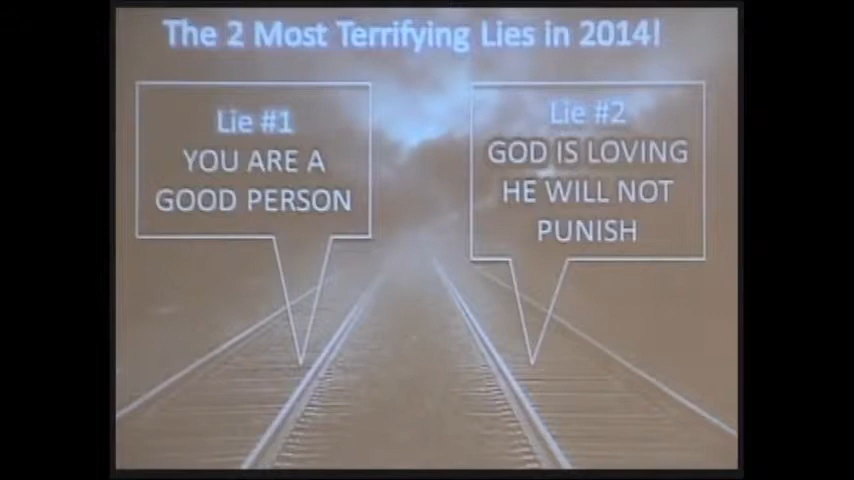 The 2 Most Terrifying Lies in 2014!
Lie #1
YOU ARE A
GOOD PERSON
Lie #2
GOD IS LOVING
HE WILL NOT
PUNISH